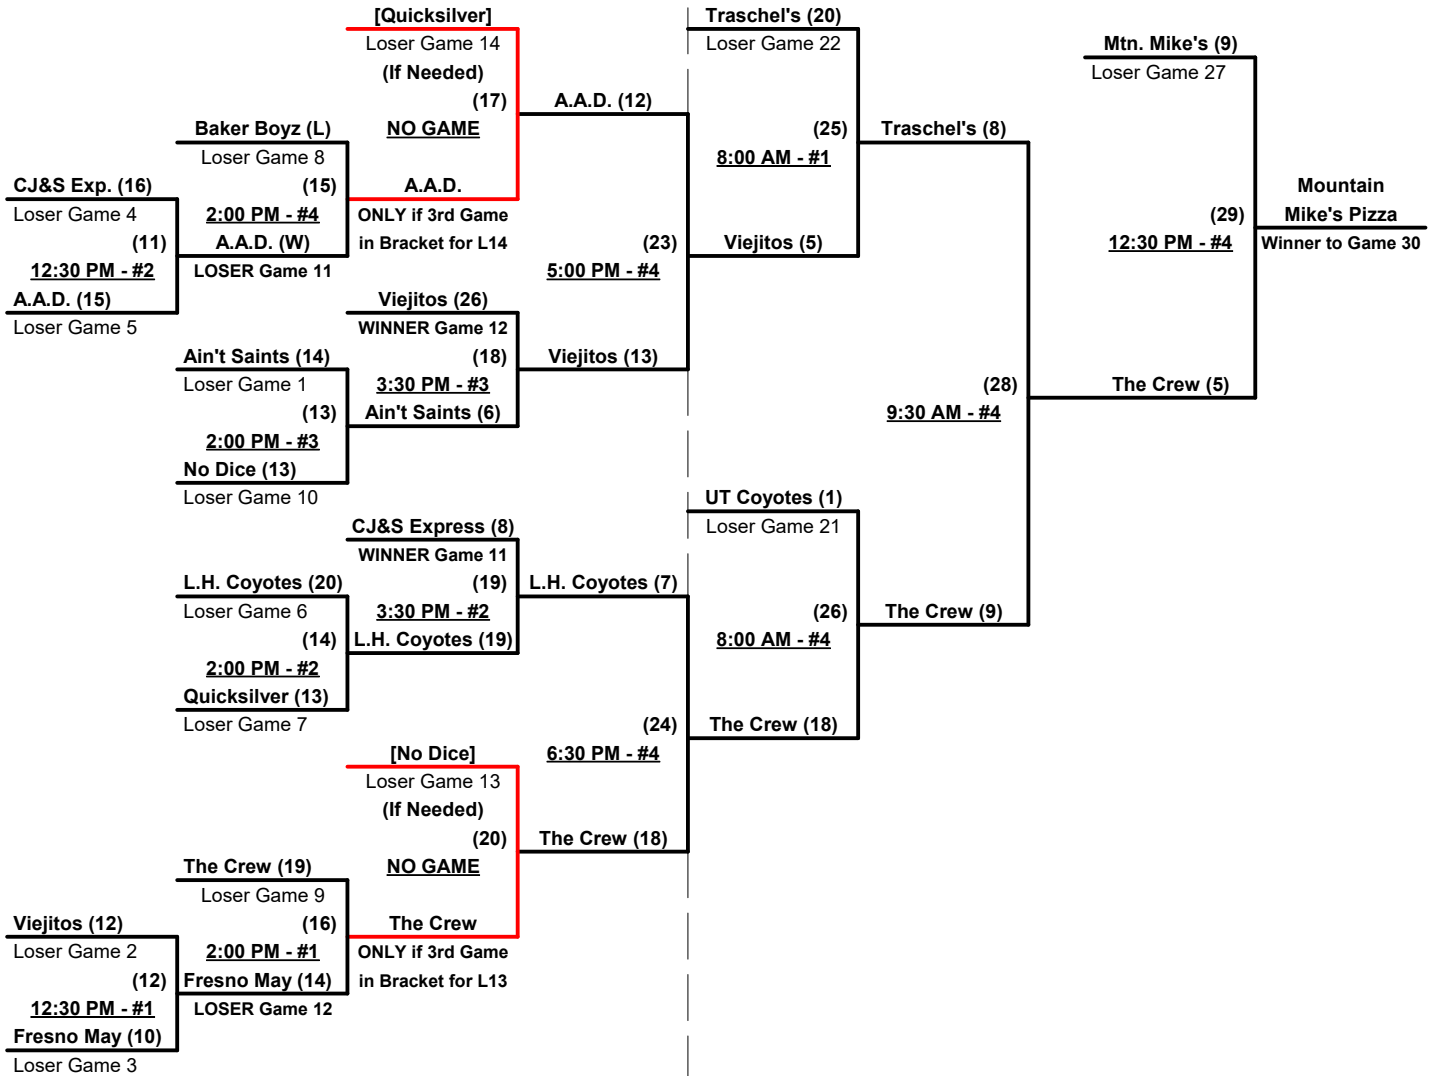 [Quicksilver]
Loser Game 14
(If Needed)
(17)
NO GAME
A.A.D.
ONLY if 3rd Game
in Bracket for L14
Baker Boyz (L)
Loser Game 8
(15)
2:00 PM - #4
A.A.D. (W)
LOSER Game 11
CJ&S Exp. (16)
Loser Game 4
(11)
12:30 PM - #2
A.A.D. (15)
Loser Game 5
A.A.D. (12)
(23)
5:00 PM - #4
Viejitos (13)
Viejitos (26)
WINNER Game 12
(18)
3:30 PM - #3
Ain't Saints (6)
Ain't Saints (14)
Loser Game 1
(13)
2:00 PM - #3
No Dice (13)
Loser Game 10
Traschel's (20)
Loser Game 22
(25)
8:00 AM - #1
Viejitos (5)
Traschel's (8)
(28)
9:30 AM - #4
The Crew (9)
Mtn. Mike's (9)
Loser Game 27
(29)
12:30 PM - #4
The Crew (5)
Mountain
Mike's Pizza
Winner to Game 30
UT Coyotes (1)
Loser Game 21
(26)
8:00 AM - #4
The Crew (18)
CJ&S Express (8)
WINNER Game 11
(19)
3:30 PM - #2
L.H. Coyotes (19)
L.H. Coyotes (20)
Loser Game 6
(14)
2:00 PM - #2
Quicksilver (13)
Loser Game 7
L.H. Coyotes (7)
(24)
6:30 PM - #4
The Crew (18)
[No Dice]
Loser Game 13
(If Needed)
(20)
NO GAME
The Crew
ONLY if 3rd Game
in Bracket for L13
The Crew (19)
Loser Game 9
(16)
2:00 PM - #1
Fresno May (14)
LOSER Game 12
Viejitos (12)
Loser Game 2
(12)
12:30 PM - #1
Fresno May (10)
Loser Game 3